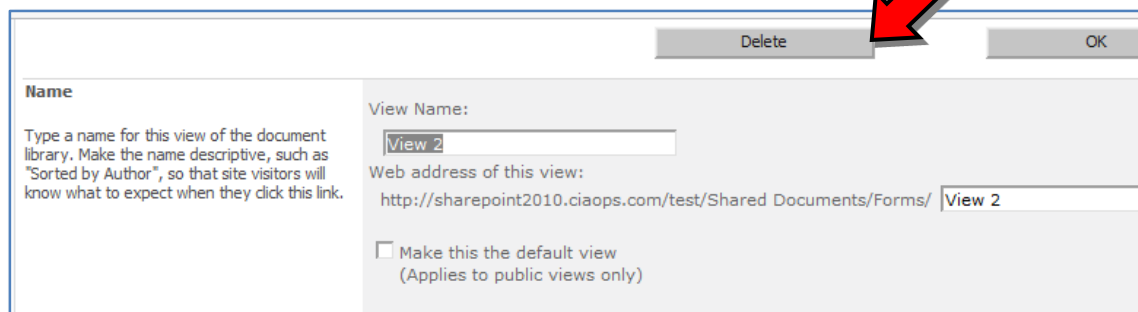 Delete
OK
Name
Type a name for this view of the document
library. Make the name descriptive, such as
"Sorted by Author", so that site visitors will
know what to expect when they click this link.
View Name:
View 2
Web address of this view:
http://sharepoint2010.ciaops.com/test/Shared Documents/Forms/ View 2
Make this the default view
(Applies to public views only)